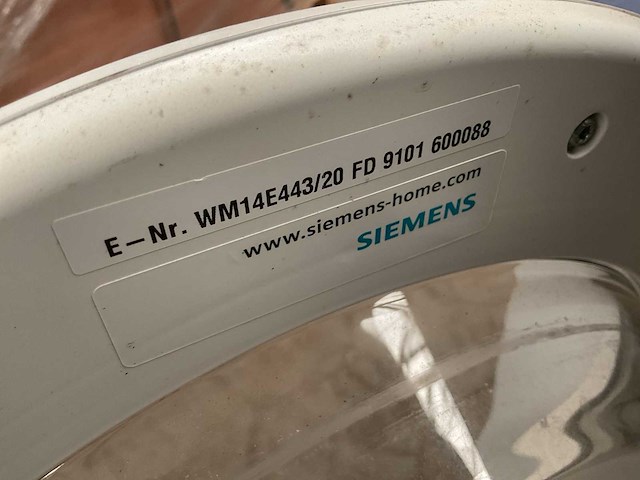 E-Nr. WM14E443/20 FD 9101 600088
www.siemens-home.com
SIEMENS